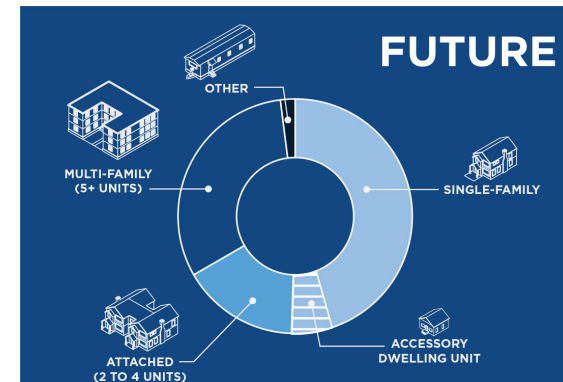 FUTURE
OTHER
MULTI-FAMILY
(5+ UNITS)
SINGLE-FAMILY
ACCESSORY
DWELLING UNIT
ATTACHED
(2 TO 4 UNITS)